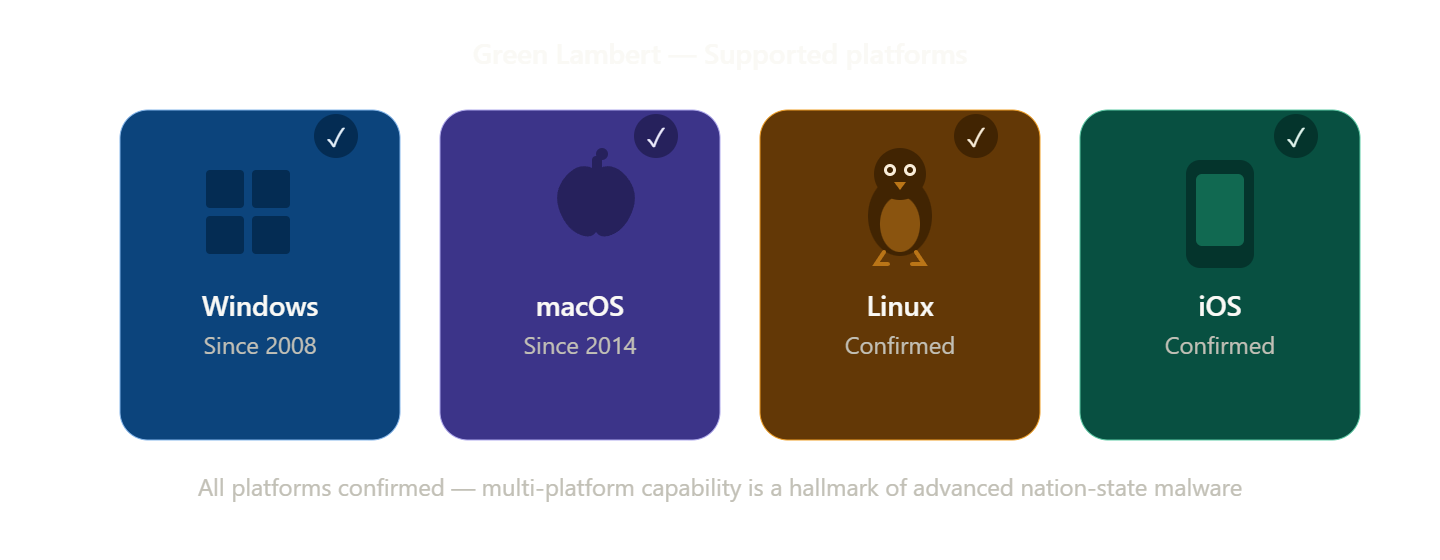 Green Lambert — Supported platforms
✓ ✓ ✓ ✓
Windows macOS Linux iOS
Since 2008 Since 2014 Confirmed Confirmed
All platforms confirmed — multi-platform capability is a hallmark of advanced nation-state malware